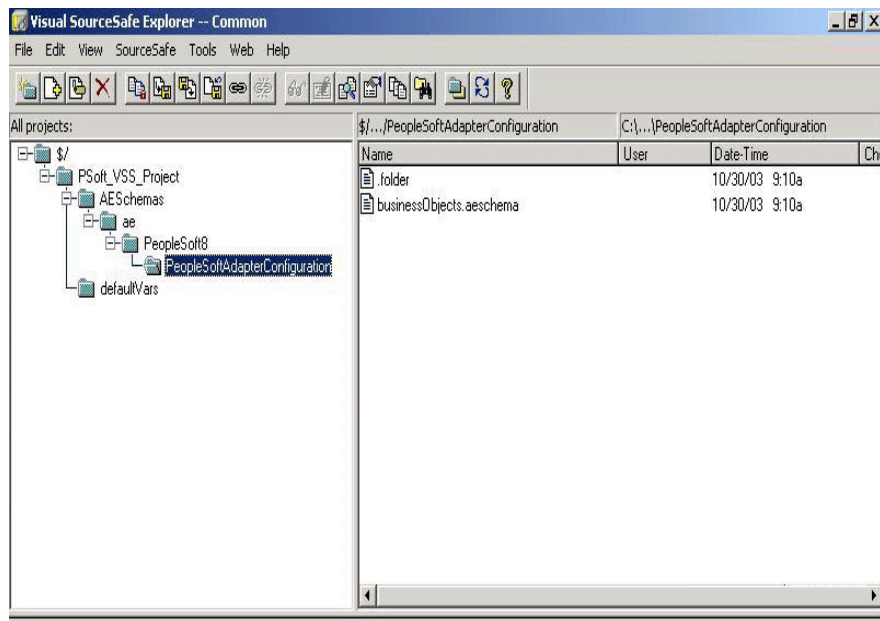 Visual SourceSafe Explorer -- Common
File Edit View SourceSafe Tools Web Help
All projects:
$/.../PeopleSoftAdapterConfiguration
C:\...\PeopleSoftAdapterConfiguration
$/
PSoft_VSS_Project
AESchemas
ae
PeopleSoft8
PeopleSoftAdapterConfiguration
defaultVars
Name User Date-Time Ch
.folder 10/30/03 9:10a
businessObjects.aeschema 10/30/03 9:10a